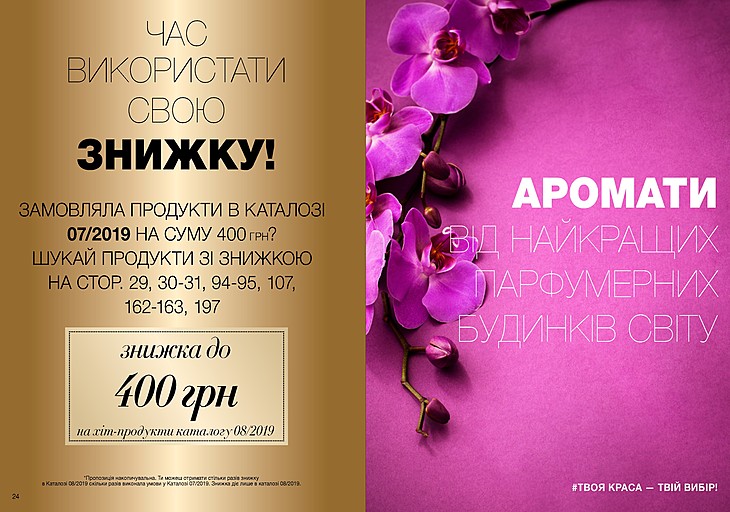 ЧАС
ВИКОРИСТАТИ
СВОЮ
ЗНИЖКУ!
ЗАМОВЛЯЛА ПРОДУКТИ В КАТАЛОЗІ
07/2019 НА СУМУ 400 ГРН?
ШУКАЙ ПРОДУКТИ ЗІ ЗНИЖКОЮ
НА СТОР. 29, 30-31, 94-95, 107,
162-163, 197
знижка до
400 грн
на хіт-продукти каталогу 08/2019
*Пропозиція накопичувальна. Ти можеш отримати стільки разів знижку
в Каталозі 08/2019 скільки разів виконала умови у Каталозі 07/2019. Знижка діє лише в каталозі 08/2019.
24
АРОМАТИ
ВІД НАЙКРАЩИХ
ПАРФУМЕРНИХ
БУДИНКІВ СВІТУ
#ТВОЯ КРАСА — ТВІЙ ВИБІР!